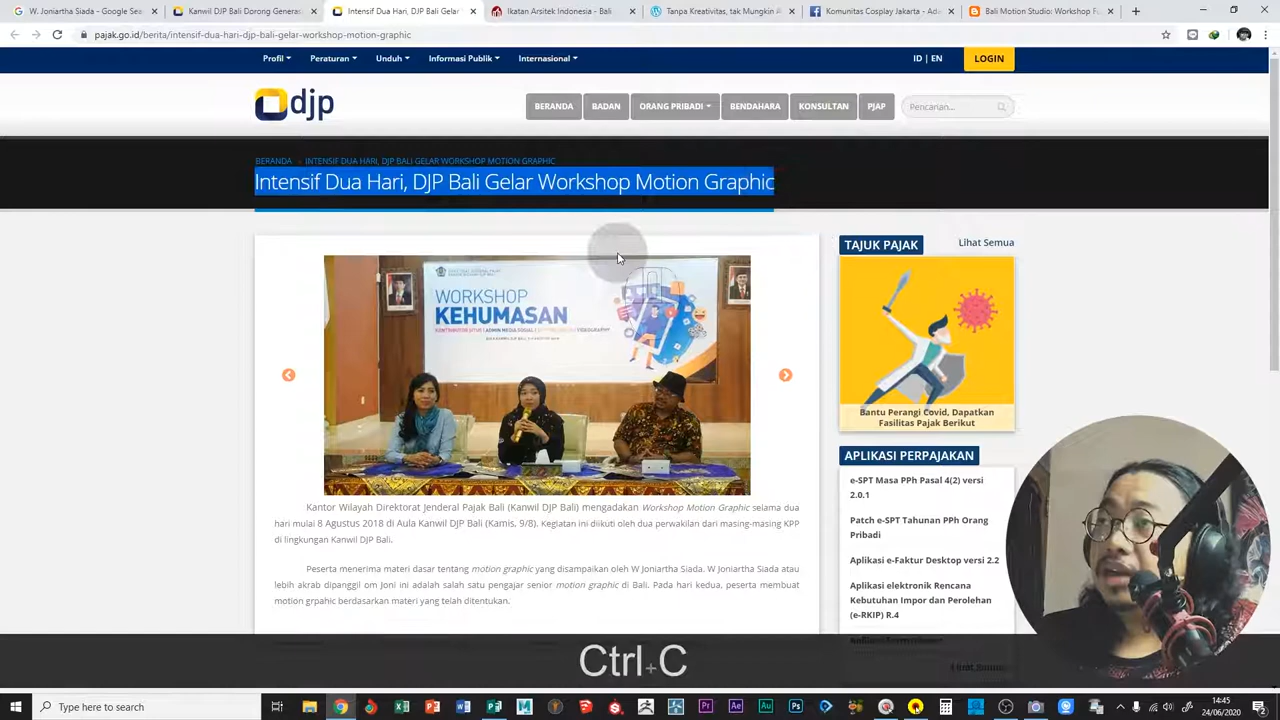 W. Joniartha Siada - Google Sea
Kanwil DJP Bali Dorong Generas
Intensif Dua Hari, DJP Bali Gelar
Ikatan Arsitek Indonesia - Bali.
Tanpa Kreativitas, tak Mungkin A
Komunitas Cosplay Jakarta - Ade
Bali Motion Studio: Workshop Fu
pajak.go.id/berita/intensif-dua-hari-djp-bali-gelar-workshop-motion-graphic
Profil Peraturan Unduh Informasi Publik Internasional ID | EN LOGIN
djp BERANDA BADAN ORANG PRIBADI BENDAHARA KONSULTAN PJAP Pencarian...
BERANDA » INTENSIF DUA HARI, DJP BALI GELAR WORKSHOP MOTION GRAPHIC
Intensif Dua Hari, DJP Bali Gelar Workshop Motion Graphic
WORKSHOP
KEHUMASAN
Kantor Wilayah Direktorat Jenderal Pajak Bali (Kanwil DJP Bali) mengadakan Workshop Motion Graphic selama dua
hari mulai 8 Agustus 2018 di Aula Kanwil DJP Bali (Kamis, 9/8). Kegiatan ini diikuti oleh dua perwakilan dari masing-masing KPP
di lingkungan Kanwil DJP Bali.
Peserta menerima materi dasar tentang motion graphic yang disampaikan oleh W Joniartha Siada. W Joniartha Siada atau
lebih akrab dipanggil om Joni ini adalah salah satu pengajar senior motion graphic di Bali. Pada hari kedua, peserta membuat
motion grpahic berdasarkan materi yang telah ditentukan.
TAJUK PAJAK Lihat Semua
Bantu Perangi Covid, Dapatkan
Fasilitas Pajak Berikut
APLIKASI PERPAJAKAN
e-SPT Masa PPh Pasal 4(2) versi
2.0.1
Patch e-SPT Tahunan PPh Orang
Pribadi
Aplikasi e-Faktur Desktop versi 2.2
Aplikasi elektronik Rencana
Kebutuhan Impor dan Perolehan
(e-RKIP) R.4
Ctrl+C
Type here to search
14:45
24/06/2020